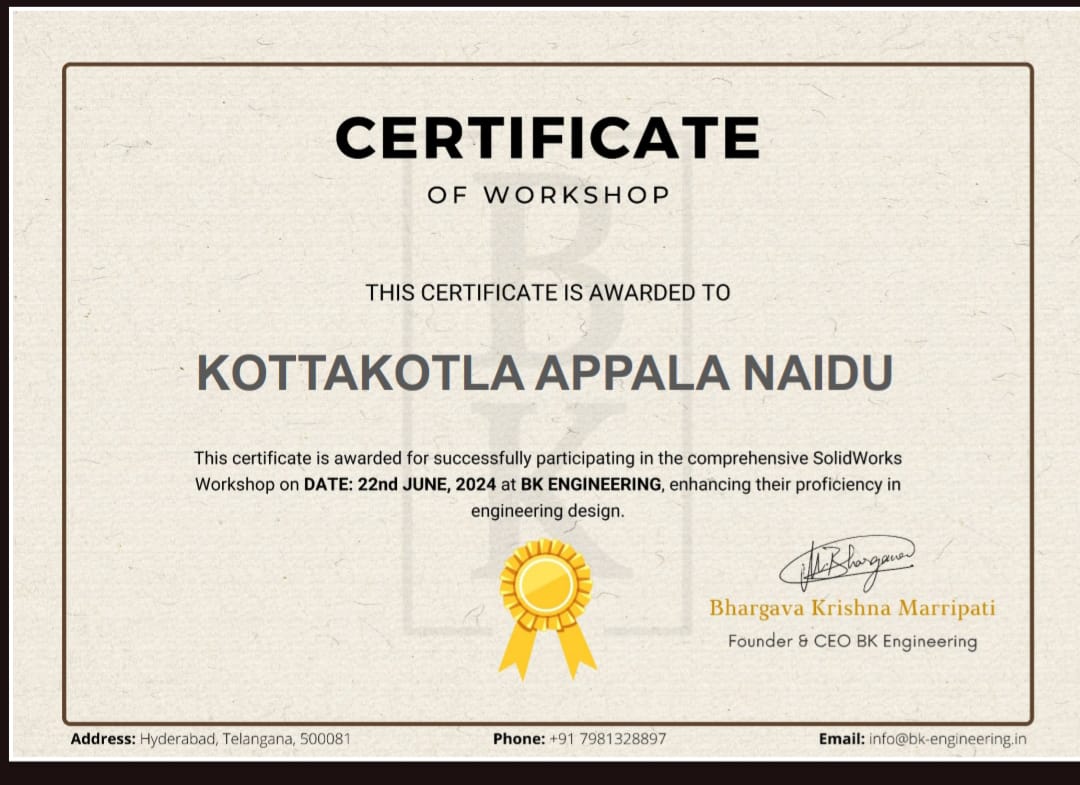 CERTIFICATE
OF WORKSHOP
THIS CERTIFICATE IS AWARDED TO
KOTTAKOTLA APPALA NAIDU
This certificate is awarded for successfully participating in the comprehensive SolidWorks
Workshop on DATE: 22nd JUNE, 2024 at BK ENGINEERING, enhancing their proficiency in
engineering design.
B
K
Bhargava Krishna Marripati
Founder & CEO BK Engineering
Address: Hyderabad, Telangana, 500081
Phone: +91 7981328897
Email: info@bk-engineering.in